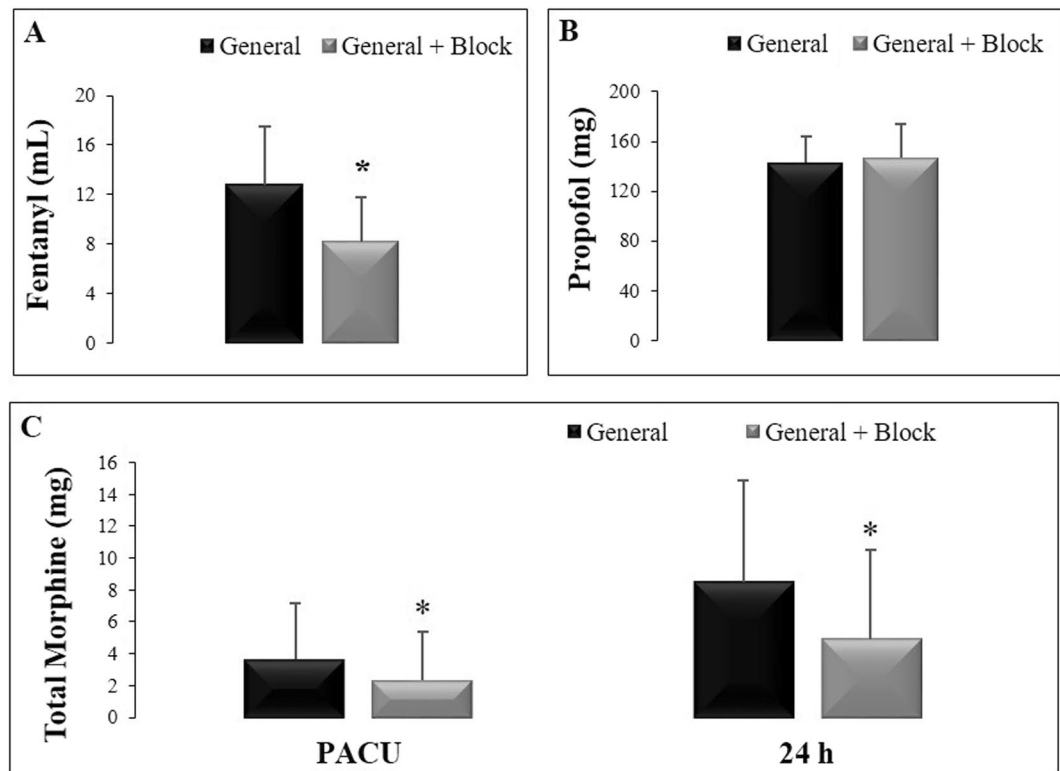 A
General General + Block
Fentanyl (mL)
20
16
12
8
4
0
*
B
General General + Block
Propofol (mg)
200
160
120
80
40
0
C
General General + Block
Total Morphine (mg)
16
14
12
10
8
6
4
2
0
*
*
PACU 24 h